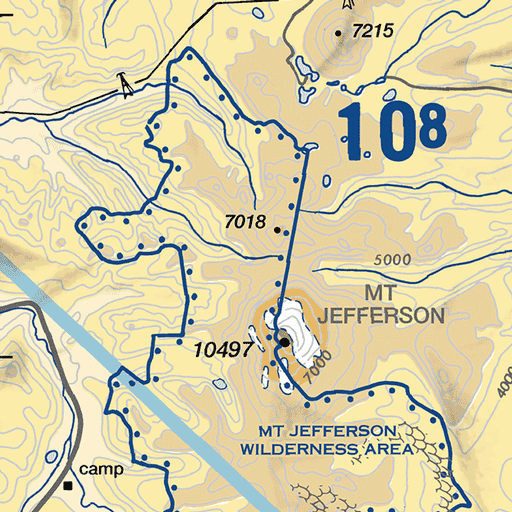 7215
108
7018
5000
MT
JEFFERSON
10497
7000
4000
MT JEFFERSON
WILDERNESS AREA
camp